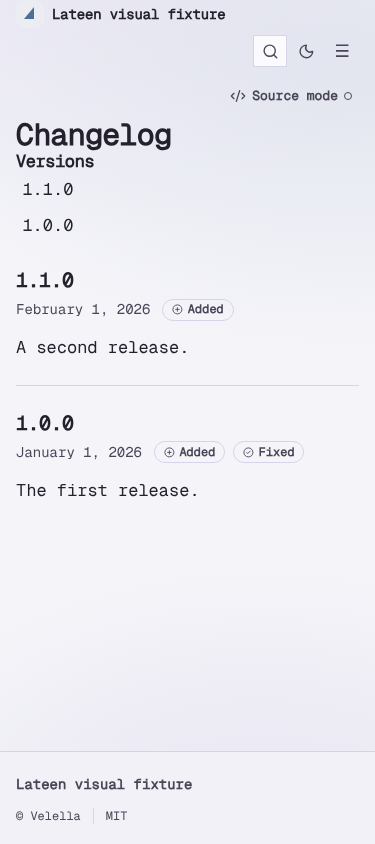 Lateen visual fixture
Source mode
Changelog
Versions
1.1.0
1.0.0
1.1.0
February 1, 2026 Added
A second release.
1.0.0
January 1, 2026 Added Fixed
The first release.
Lateen visual fixture
© Velella MIT